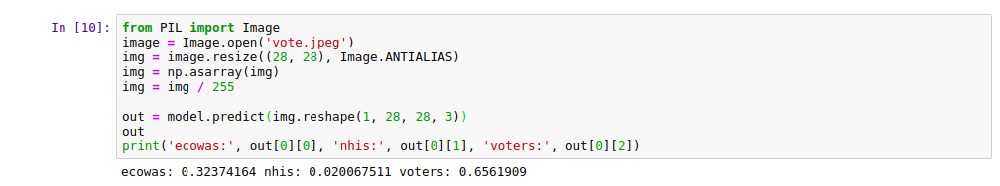 In [10]: from PIL import Image
image = Image.open('vote.jpeg')
img = image.resize((28, 28), Image.ANTIALIAS)
img = np.asarray(img)
img = img / 255
out = model.predict(img.reshape(1, 28, 28, 3))
out
print('ecowas:', out[0][0], 'nhis:', out[0][1], 'voters:', out[0][2])
ecowas: 0.32374164 nhis: 0.020067511 voters: 0.6561909